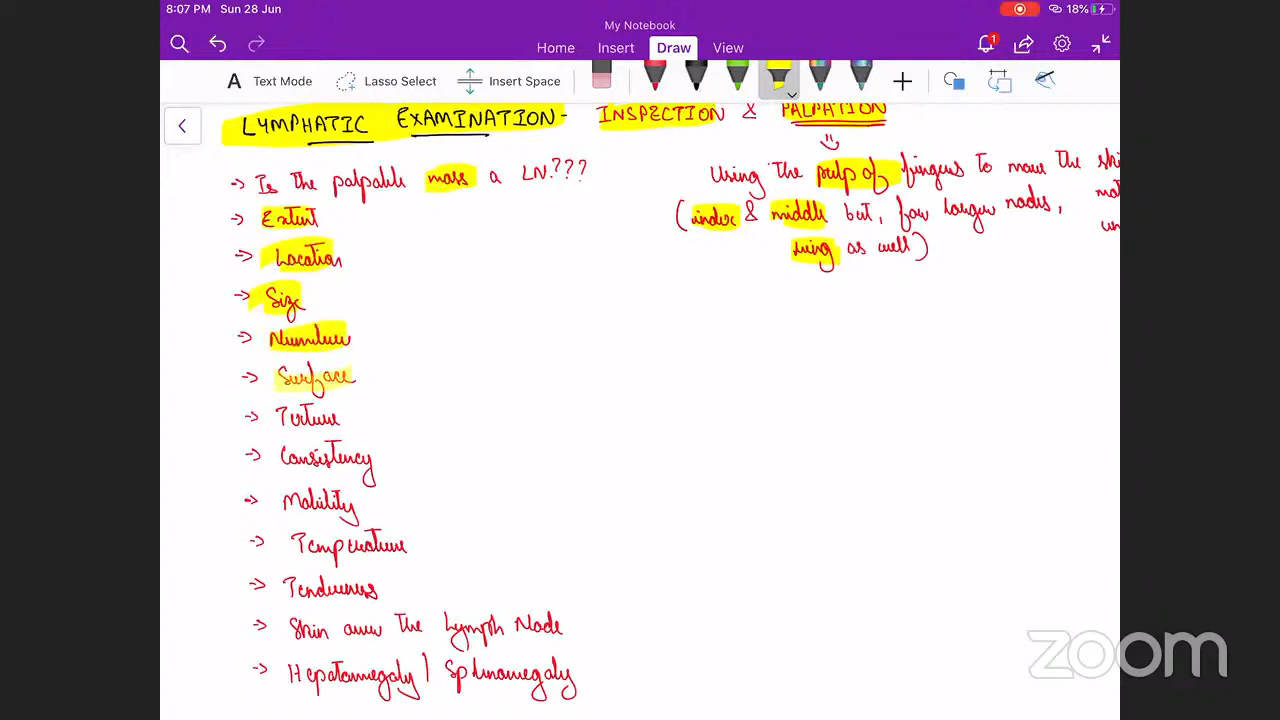 8:07 PM Sun 28 Jun
18%
My Notebook
Home Insert Draw View
1
Text Mode Lasso Select Insert Space
LYMPHATIC EXAMINATION- INSPECTION & PALPATION
-> Is the palpable mass a LN???
-> Extent
-> Location
-> Size
-> Number
-> Surface
-> Texture
-> Consistency
-> Mobility
-> Temperature
-> Tenderness
-> Skin over the Lymph Node
-> Hepatomegaly / Splenomegaly
Using the pulp of fingers to move the
(index & middle but, for larger nodes,
ring as well)
zoom